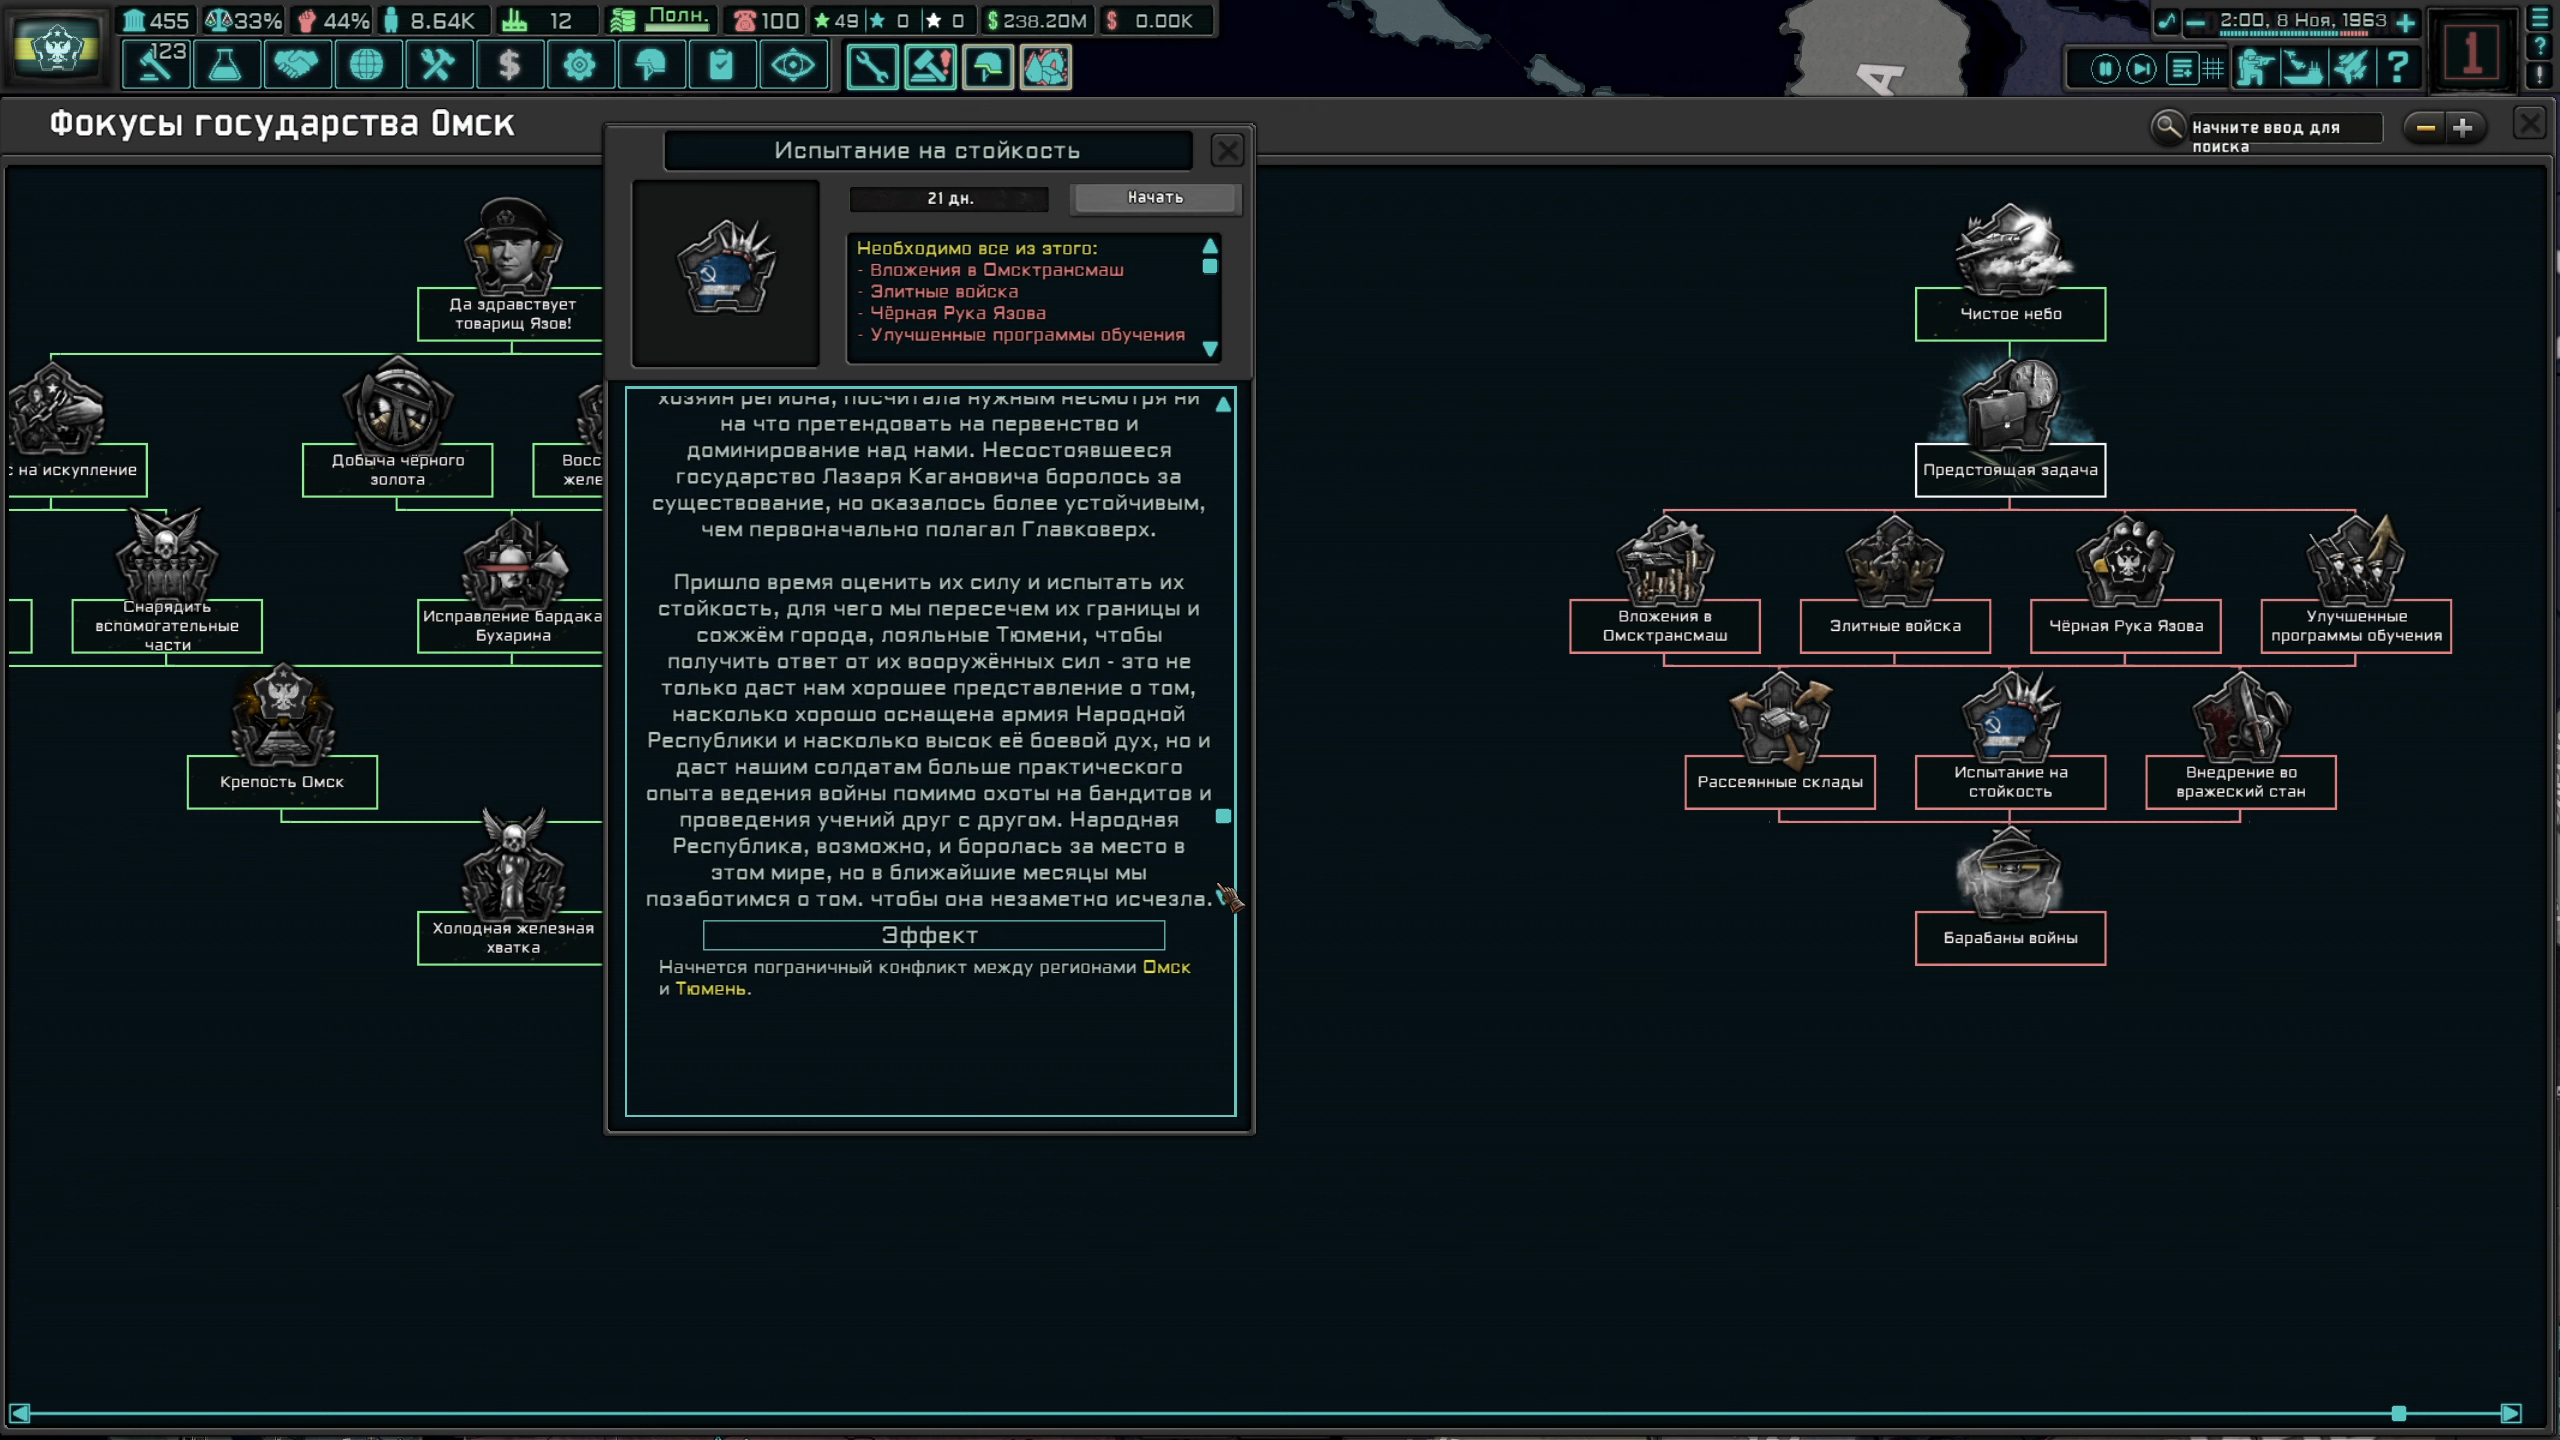 455
33%
44%
8.64K
12
Полн.
100
49
0
0
238.20M
0.00K
2:00, 8 Ноя, 1963
123
1
Фокусы государства Омск
Начните ввод для
поиска
Испытание на стойкость
21 дн.
Начать
Необходимо все из этого:
- Вложения в Омсктрансмаш
- Элитные войска
- Чёрная Рука Язова
- Улучшенные программы обучения
хозяин региона, посчитала нужным несмотря ни
на что претендовать на первенство и
доминирование над нами. Несостоявшееся
государство Лазаря Кагановича боролось за
существование, но оказалось более устойчивым,
чем первоначально полагал Главковерх.
Пришло время оценить их силу и испытать их
стойкость, для чего мы пересечем их границы и
сожжём города, лояльные Тюмени, чтобы
получить ответ от их вооружённых сил - это не
только даст нам хорошее представление о том,
насколько хорошо оснащена армия Народной
Республики и насколько высок её боевой дух, но и
даст нашим солдатам больше практического
опыта ведения войны помимо охоты на бандитов и
проведения учений друг с другом. Народная
Республика, возможно, и боролась за место в
этом мире, но в ближайшие месяцы мы
позаботимся о том, чтобы она незаметно исчезла.
Эффект
Начнется пограничный конфликт между регионами Омск
и Тюмень.
Да здравствует
товарищ Язов!
с на искупление
Добыча чёрного
золота
Восс
желе
Снарядить
вспомогательные
части
Исправление бардака
Бухарина
Крепость Омск
Холодная железная
хватка
Чистое небо
Предстоящая задача
Вложения в
Омсктрансмаш
Элитные войска
Чёрная Рука Язова
Улучшенные
программы обучения
Рассеянные склады
Испытание на
стойкость
Внедрение во
вражеский стан
Барабаны войны
A